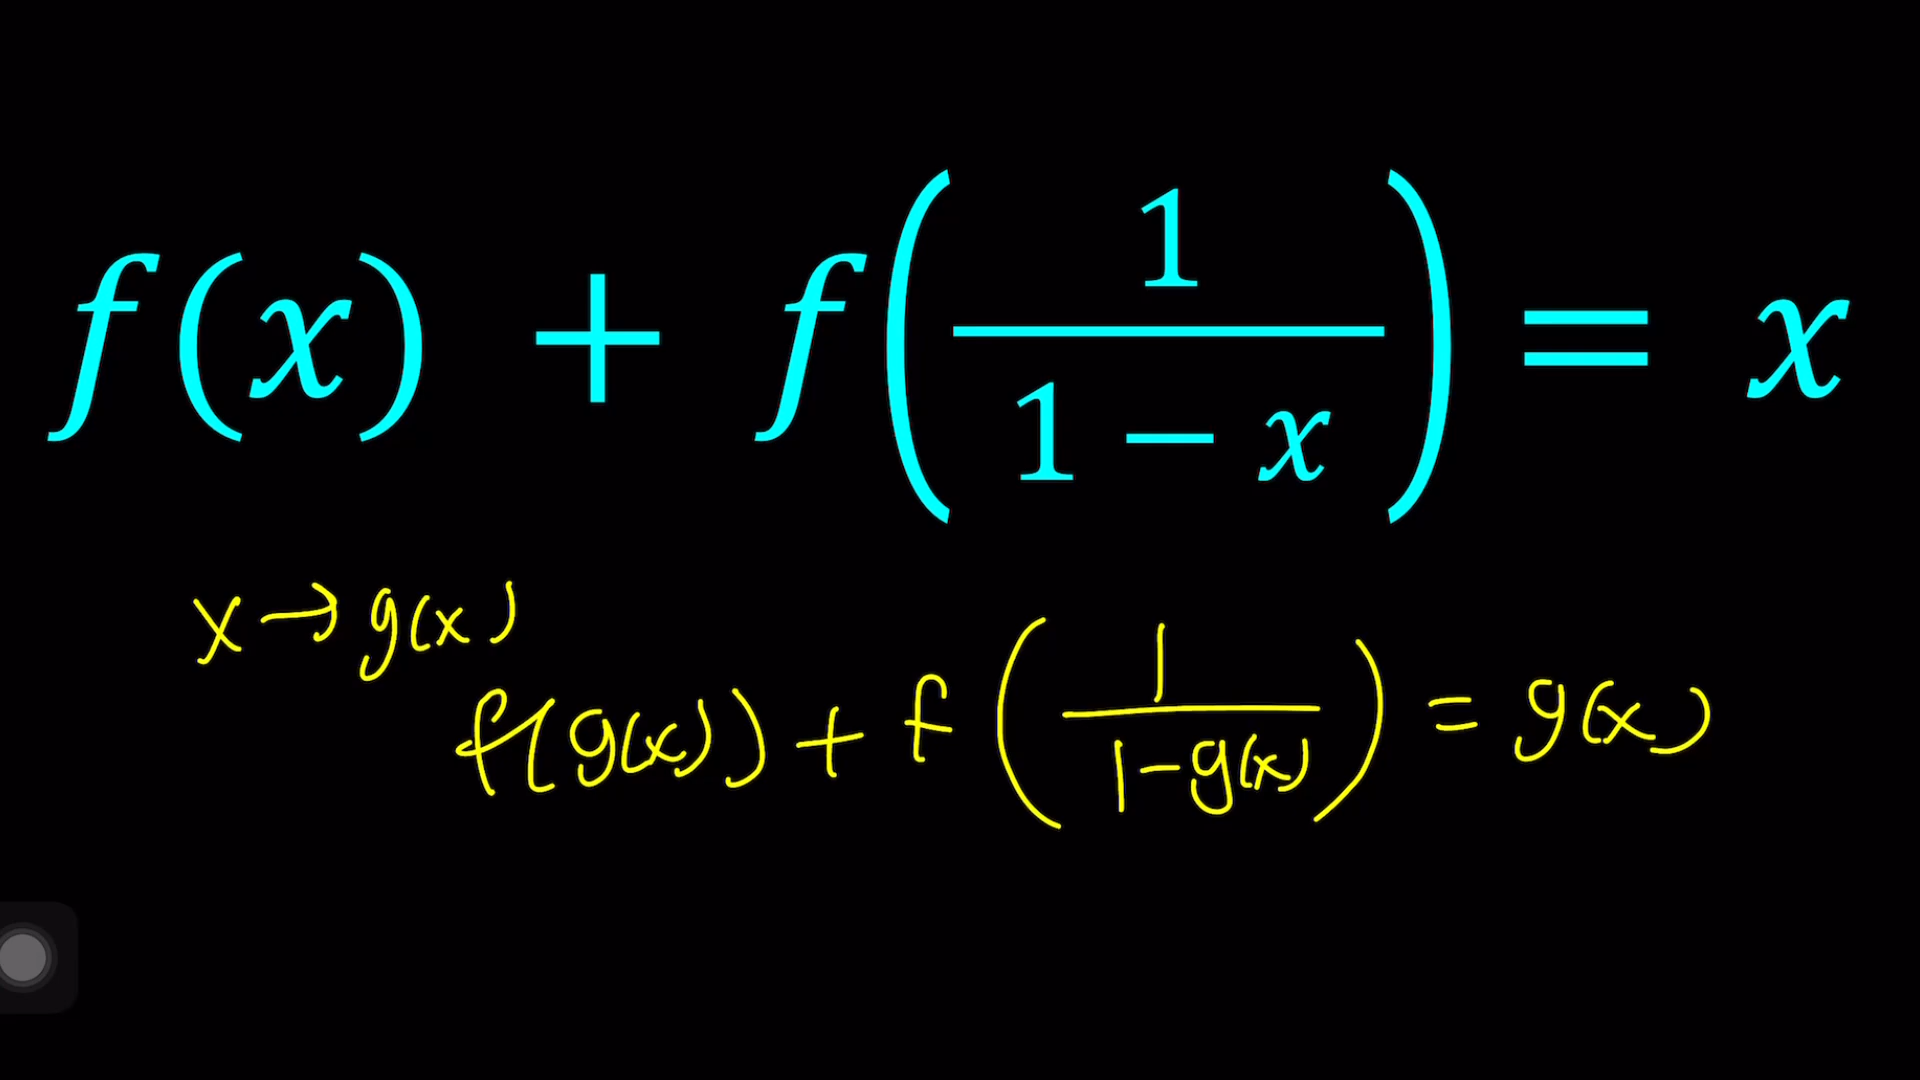 f(x) + f(1/(1 − x)) = x
x→g(x)
f(g(x)) + f(1/(1-g(x))) = g(x)